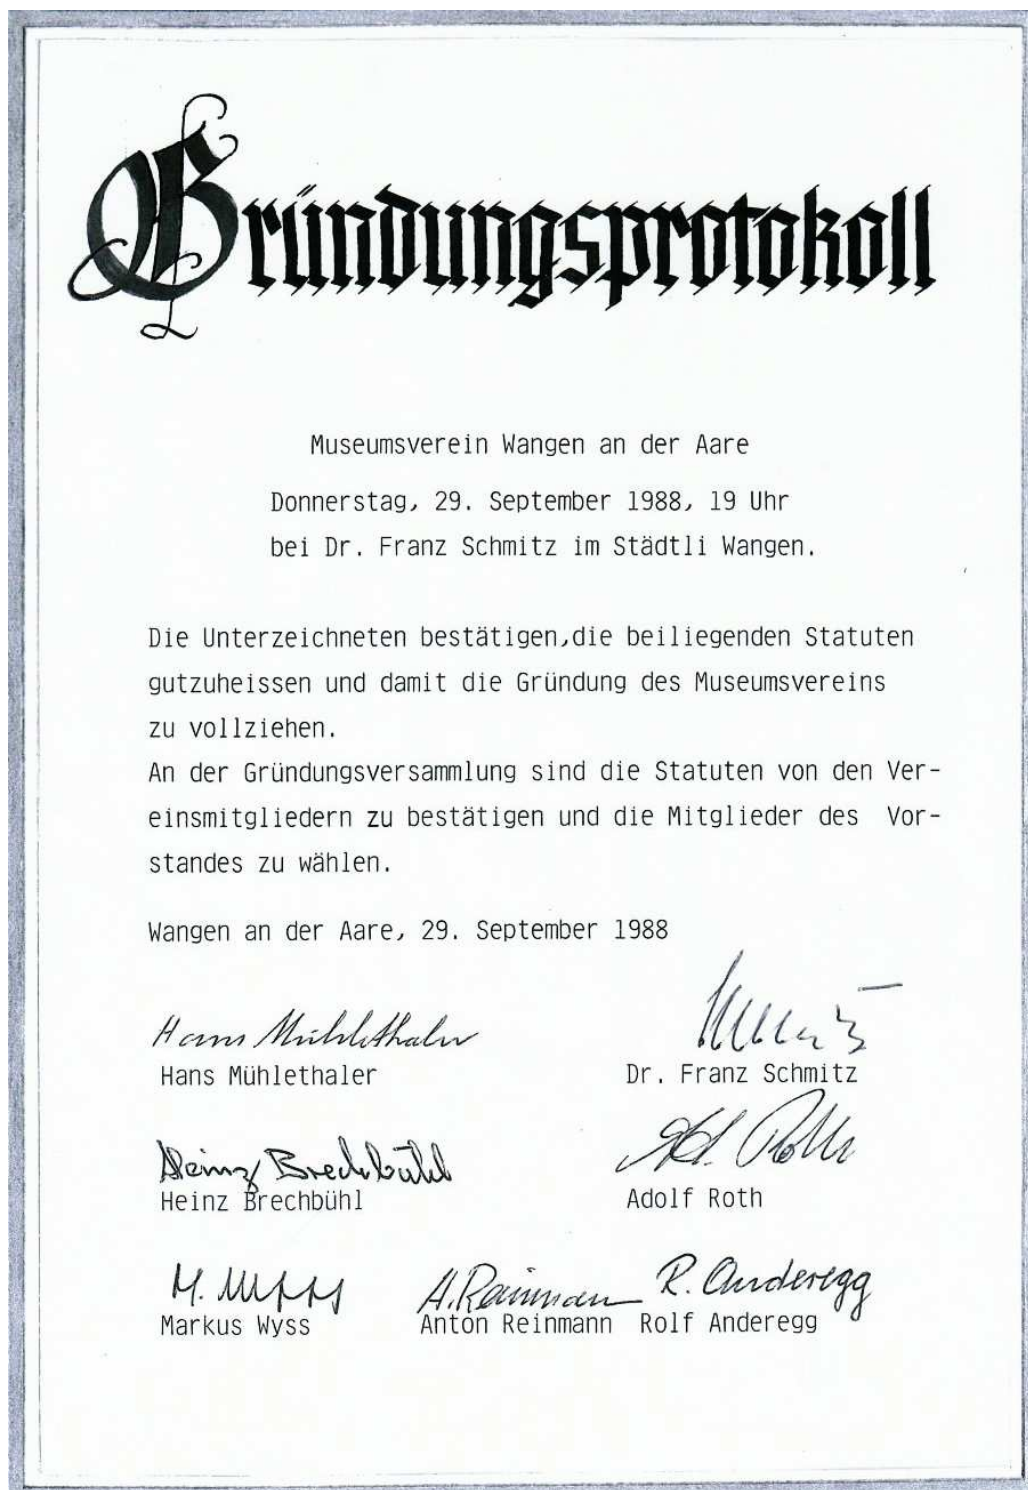 Gründungsprotokoll
Museumsverein Wangen an der Aare
Donnerstag, 29. September 1988, 19 Uhr
bei Dr. Franz Schmitz im Städtli Wangen.
Die Unterzeichneten bestätigen,die beiliegenden Statuten
gutzuheissen und damit die Gründung des Museumsvereins
zu vollziehen.
An der Gründungsversammlung sind die Statuten von den Ver-
einsmitgliedern zu bestätigen und die Mitglieder des Vor-
standes zu wählen.
Wangen an der Aare, 29. September 1988
Hans Mühlethaler
Hans Mühlethaler
Dr. Franz Schmitz
Heinz Brechbühl
Ad. Roth
Heinz Brechbühl
Adolf Roth
M. Wyss
A. Reinmann
R. Anderegg
Markus Wyss
Anton Reinmann
Rolf Anderegg